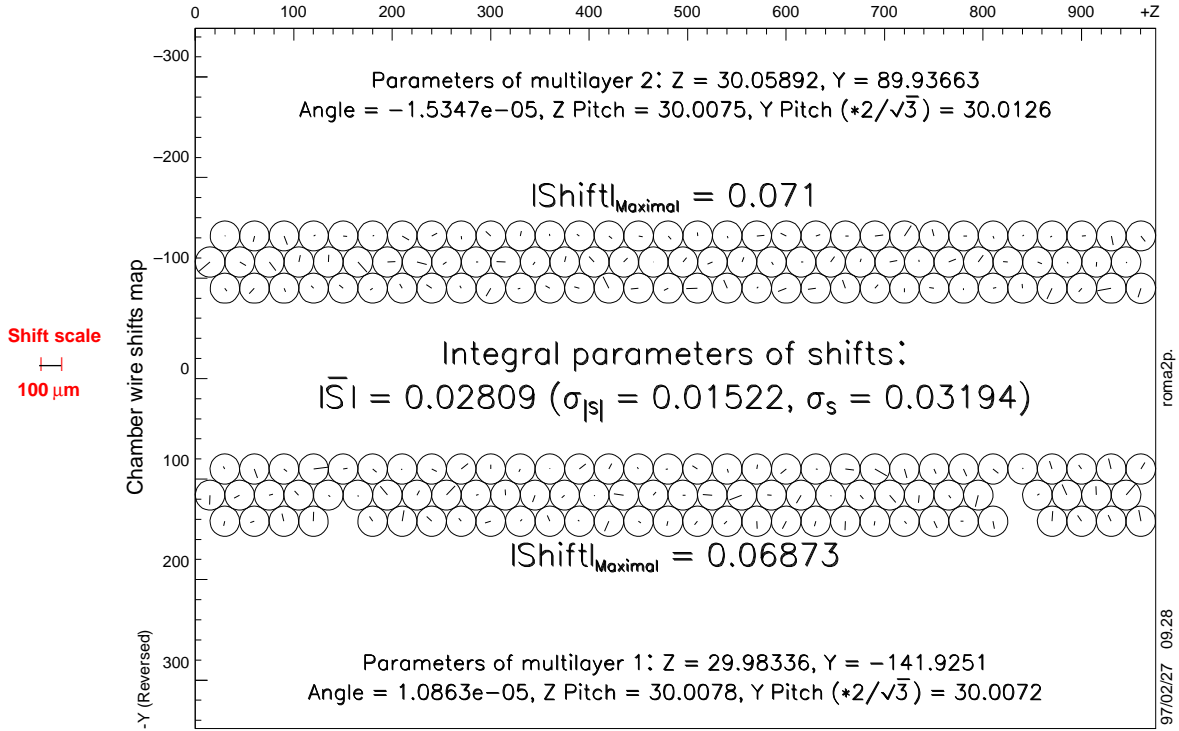 0 100 200 300 400 500 600 700 800 900 +Z
−300
−200
−100
0
100
200
300
Chamber wire shifts map
-Y (Reversed)
Shift scale
100 μm
Parameters of multilayer 2: Z = 30.05892, Y = 89.93663
Angle = −1.5347e−05, Z Pitch = 30.0075, Y Pitch (*2/√3) = 30.0126
|Shift|Maximal = 0.071
Integral parameters of shifts:
|S̅| = 0.02809 (σ|s| = 0.01522, σs = 0.03194)
|Shift|Maximal = 0.06873
Parameters of multilayer 1: Z = 29.98336, Y = −141.9251
Angle = 1.0863e−05, Z Pitch = 30.0078, Y Pitch (*2/√3) = 30.0072
roma2p.
97/02/27 09.28